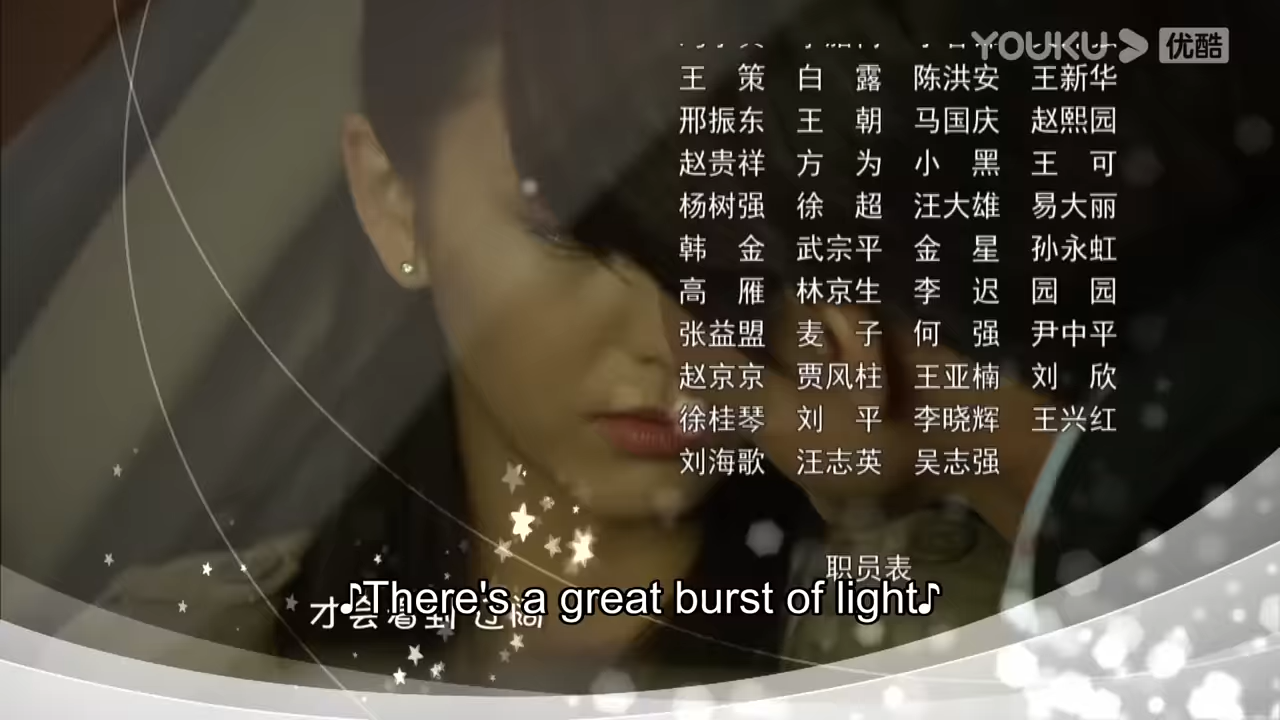 YOUKU 优酷
王 策 白 露 陈洪安 王新华
邢振东 王 朝 马国庆 赵熙园
赵贵祥 方 为 小 黑 王 可
杨树强 徐 超 汪大雄 易大丽
韩 金 武宗平 金 星 孙永虹
高 雁 林京生 李 迟 园 园
张益盟 麦 子 何 强 尹中平
赵京京 贾风柱 王亚楠 刘 欣
徐桂琴 刘 平 李晓辉 王兴红
刘海歌 汪志英 吴志强
职员表
♪There's a great burst of light♪
才会看到